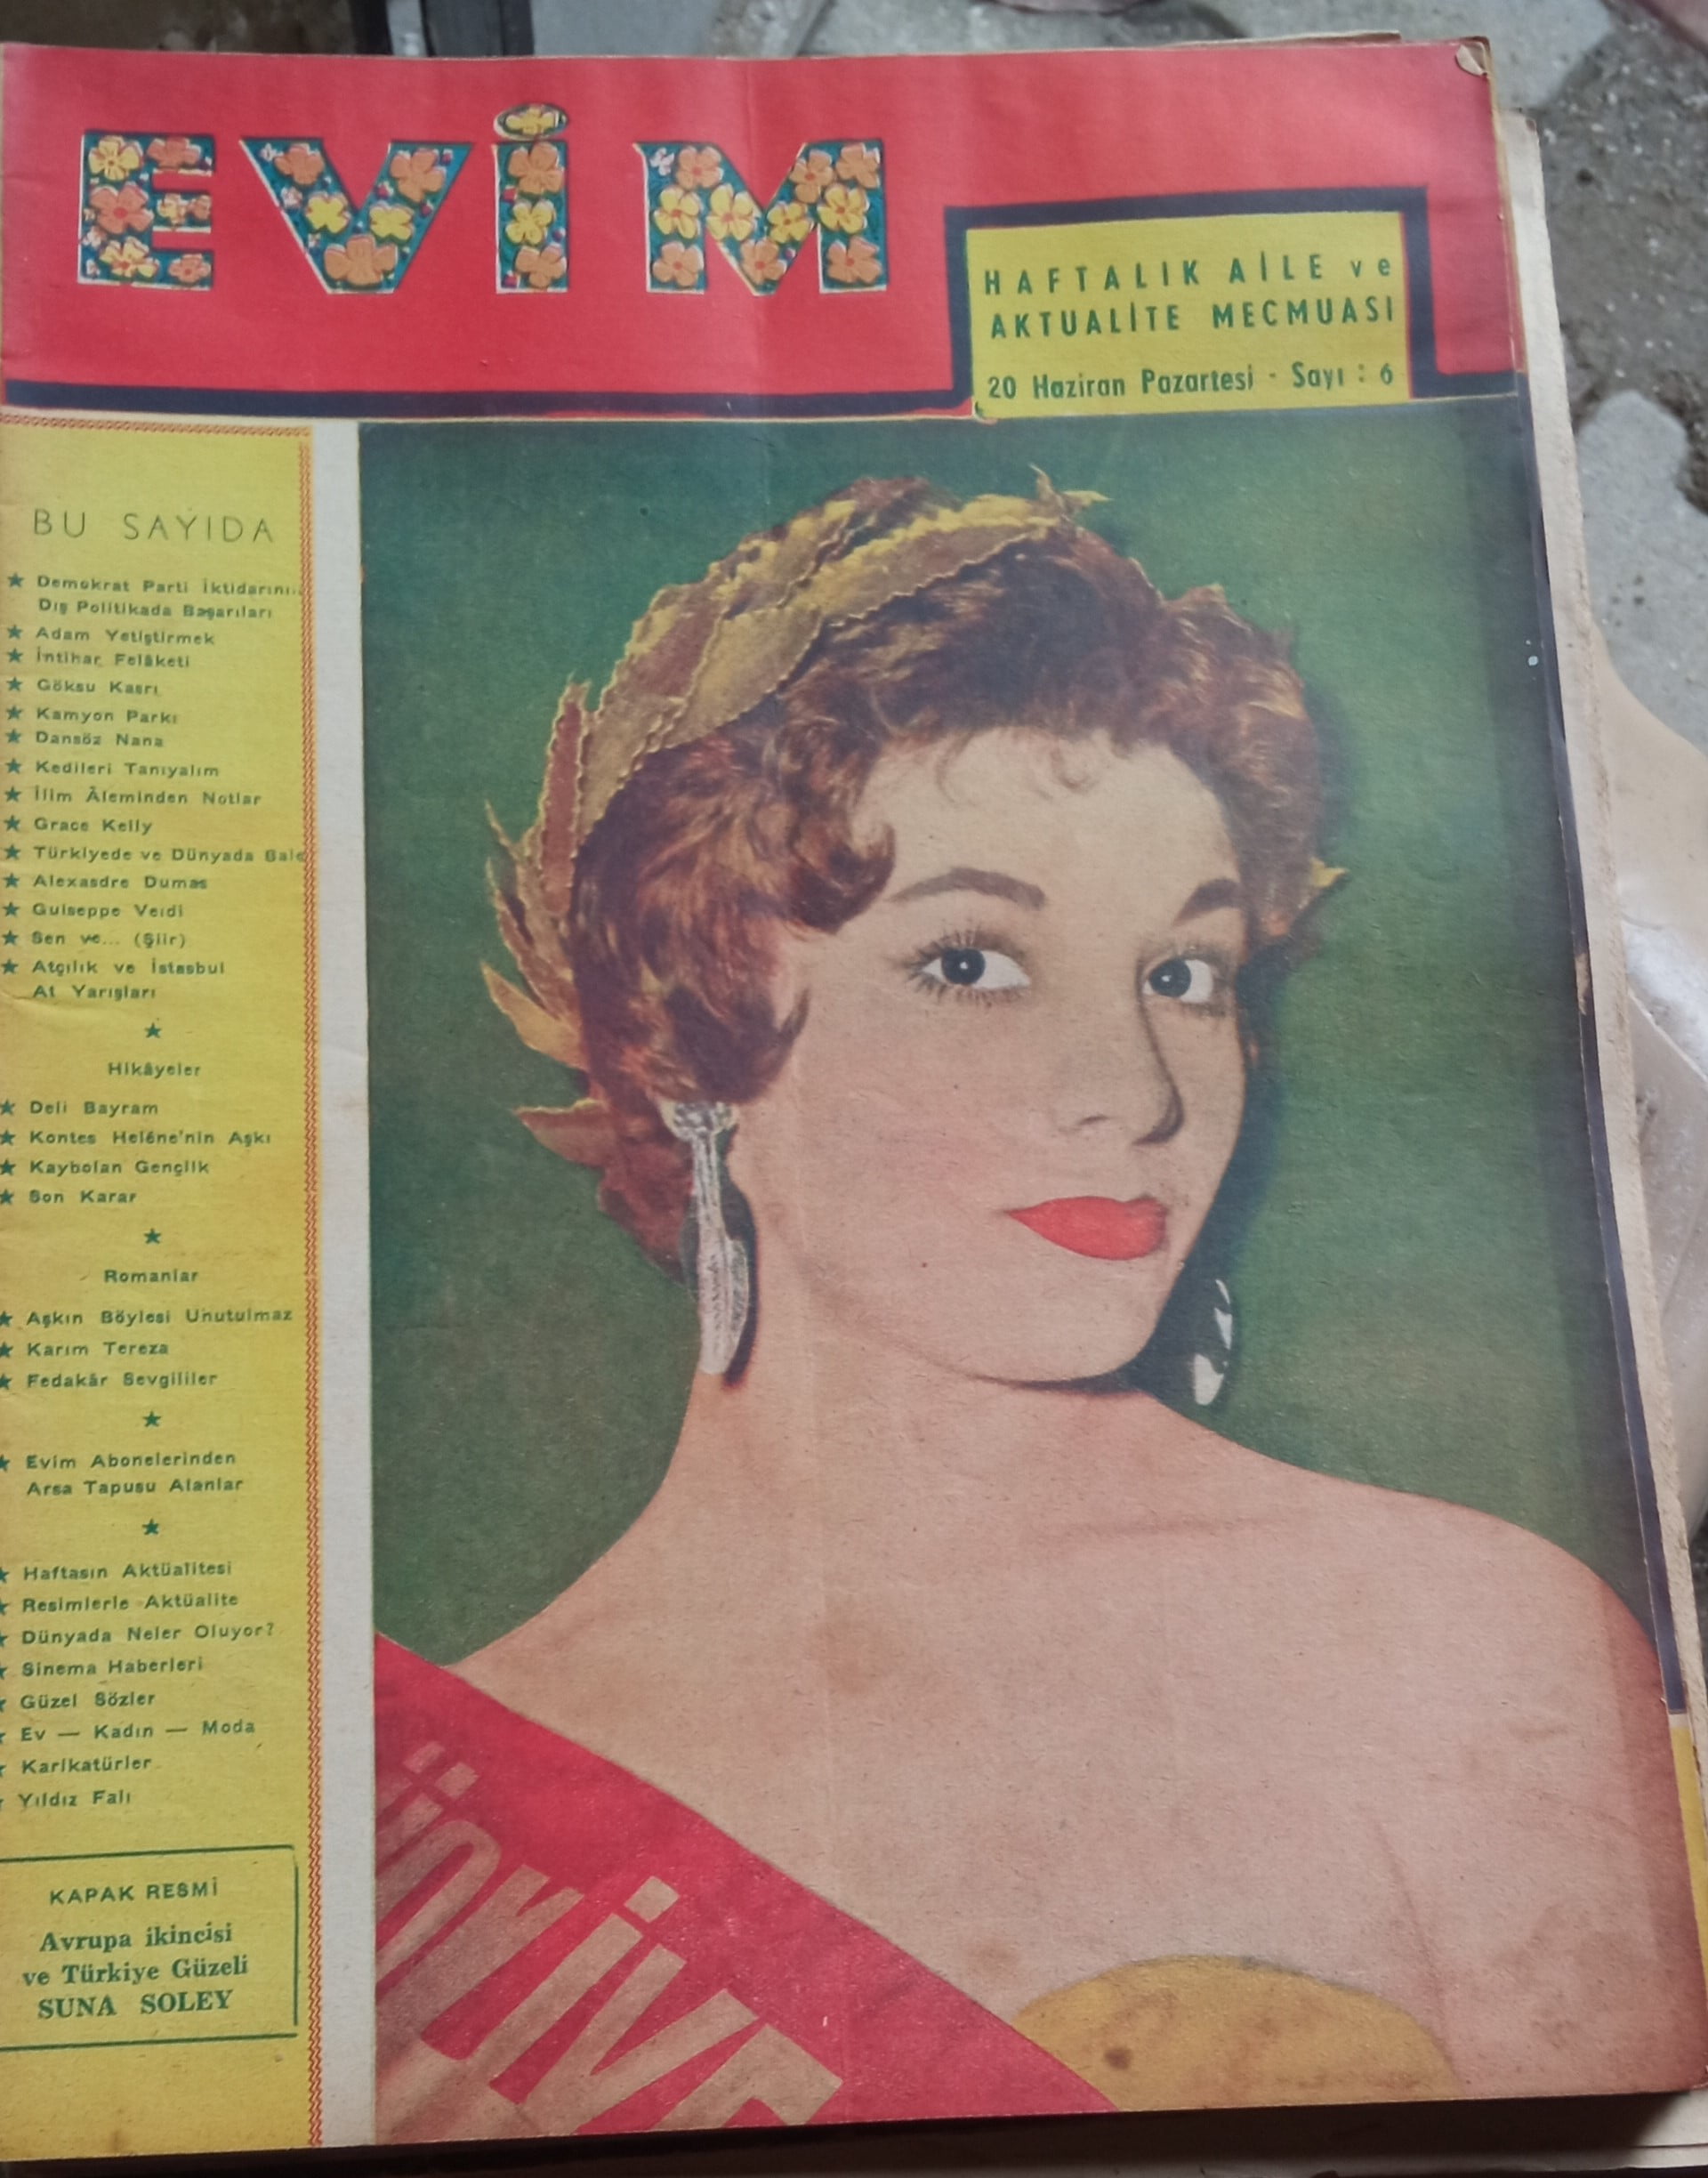 EVİM
HAFTALIK AİLE ve
AKTUALİTE MECMUASI
20 Haziran Pazartesi - Sayı : 6
BU SAYIDA
★ Demokrat Parti İktidarını
Dış Politikada Başarıları
★ Adam Yetiştirmek
★ İntihar Felâketi
★ Göksu Kasrı
★ Kamyon Parkı
★ Dansöz Nana
★ Kedileri Tanıyalım
★ İlim Âleminden Notlar
★ Grace Kelly
★ Türkiyede ve Dünyada Bale
★ Alexasdre Dumas
★ Guiseppe Verdi
★ Sen ve... (Şiir)
★ Atçılık ve İstasbul
At Yarışları
★
Hikâyeler
★ Deli Bayram
★ Kontes Heléne'nin Aşkı
★ Kaybolan Gençlik
★ Son Karar
★
Romanlar
★ Aşkın Böylesi Unutulmaz
★ Karım Tereza
★ Fedakâr Sevgililer
★
★ Evim Abonelerinden
Arsa Tapusu Alanlar
★
★ Haftasın Aktüalitesi
★ Resimlerle Aktüalite
★ Dünyada Neler Oluyor?
★ Sinema Haberleri
★ Güzel Sözler
★ Ev — Kadın — Moda
★ Karikatürler
★ Yıldız Falı
KAPAK RESMİ
Avrupa ikincisi
ve Türkiye Güzeli
SUNA SOLEY
ÜRKİYE